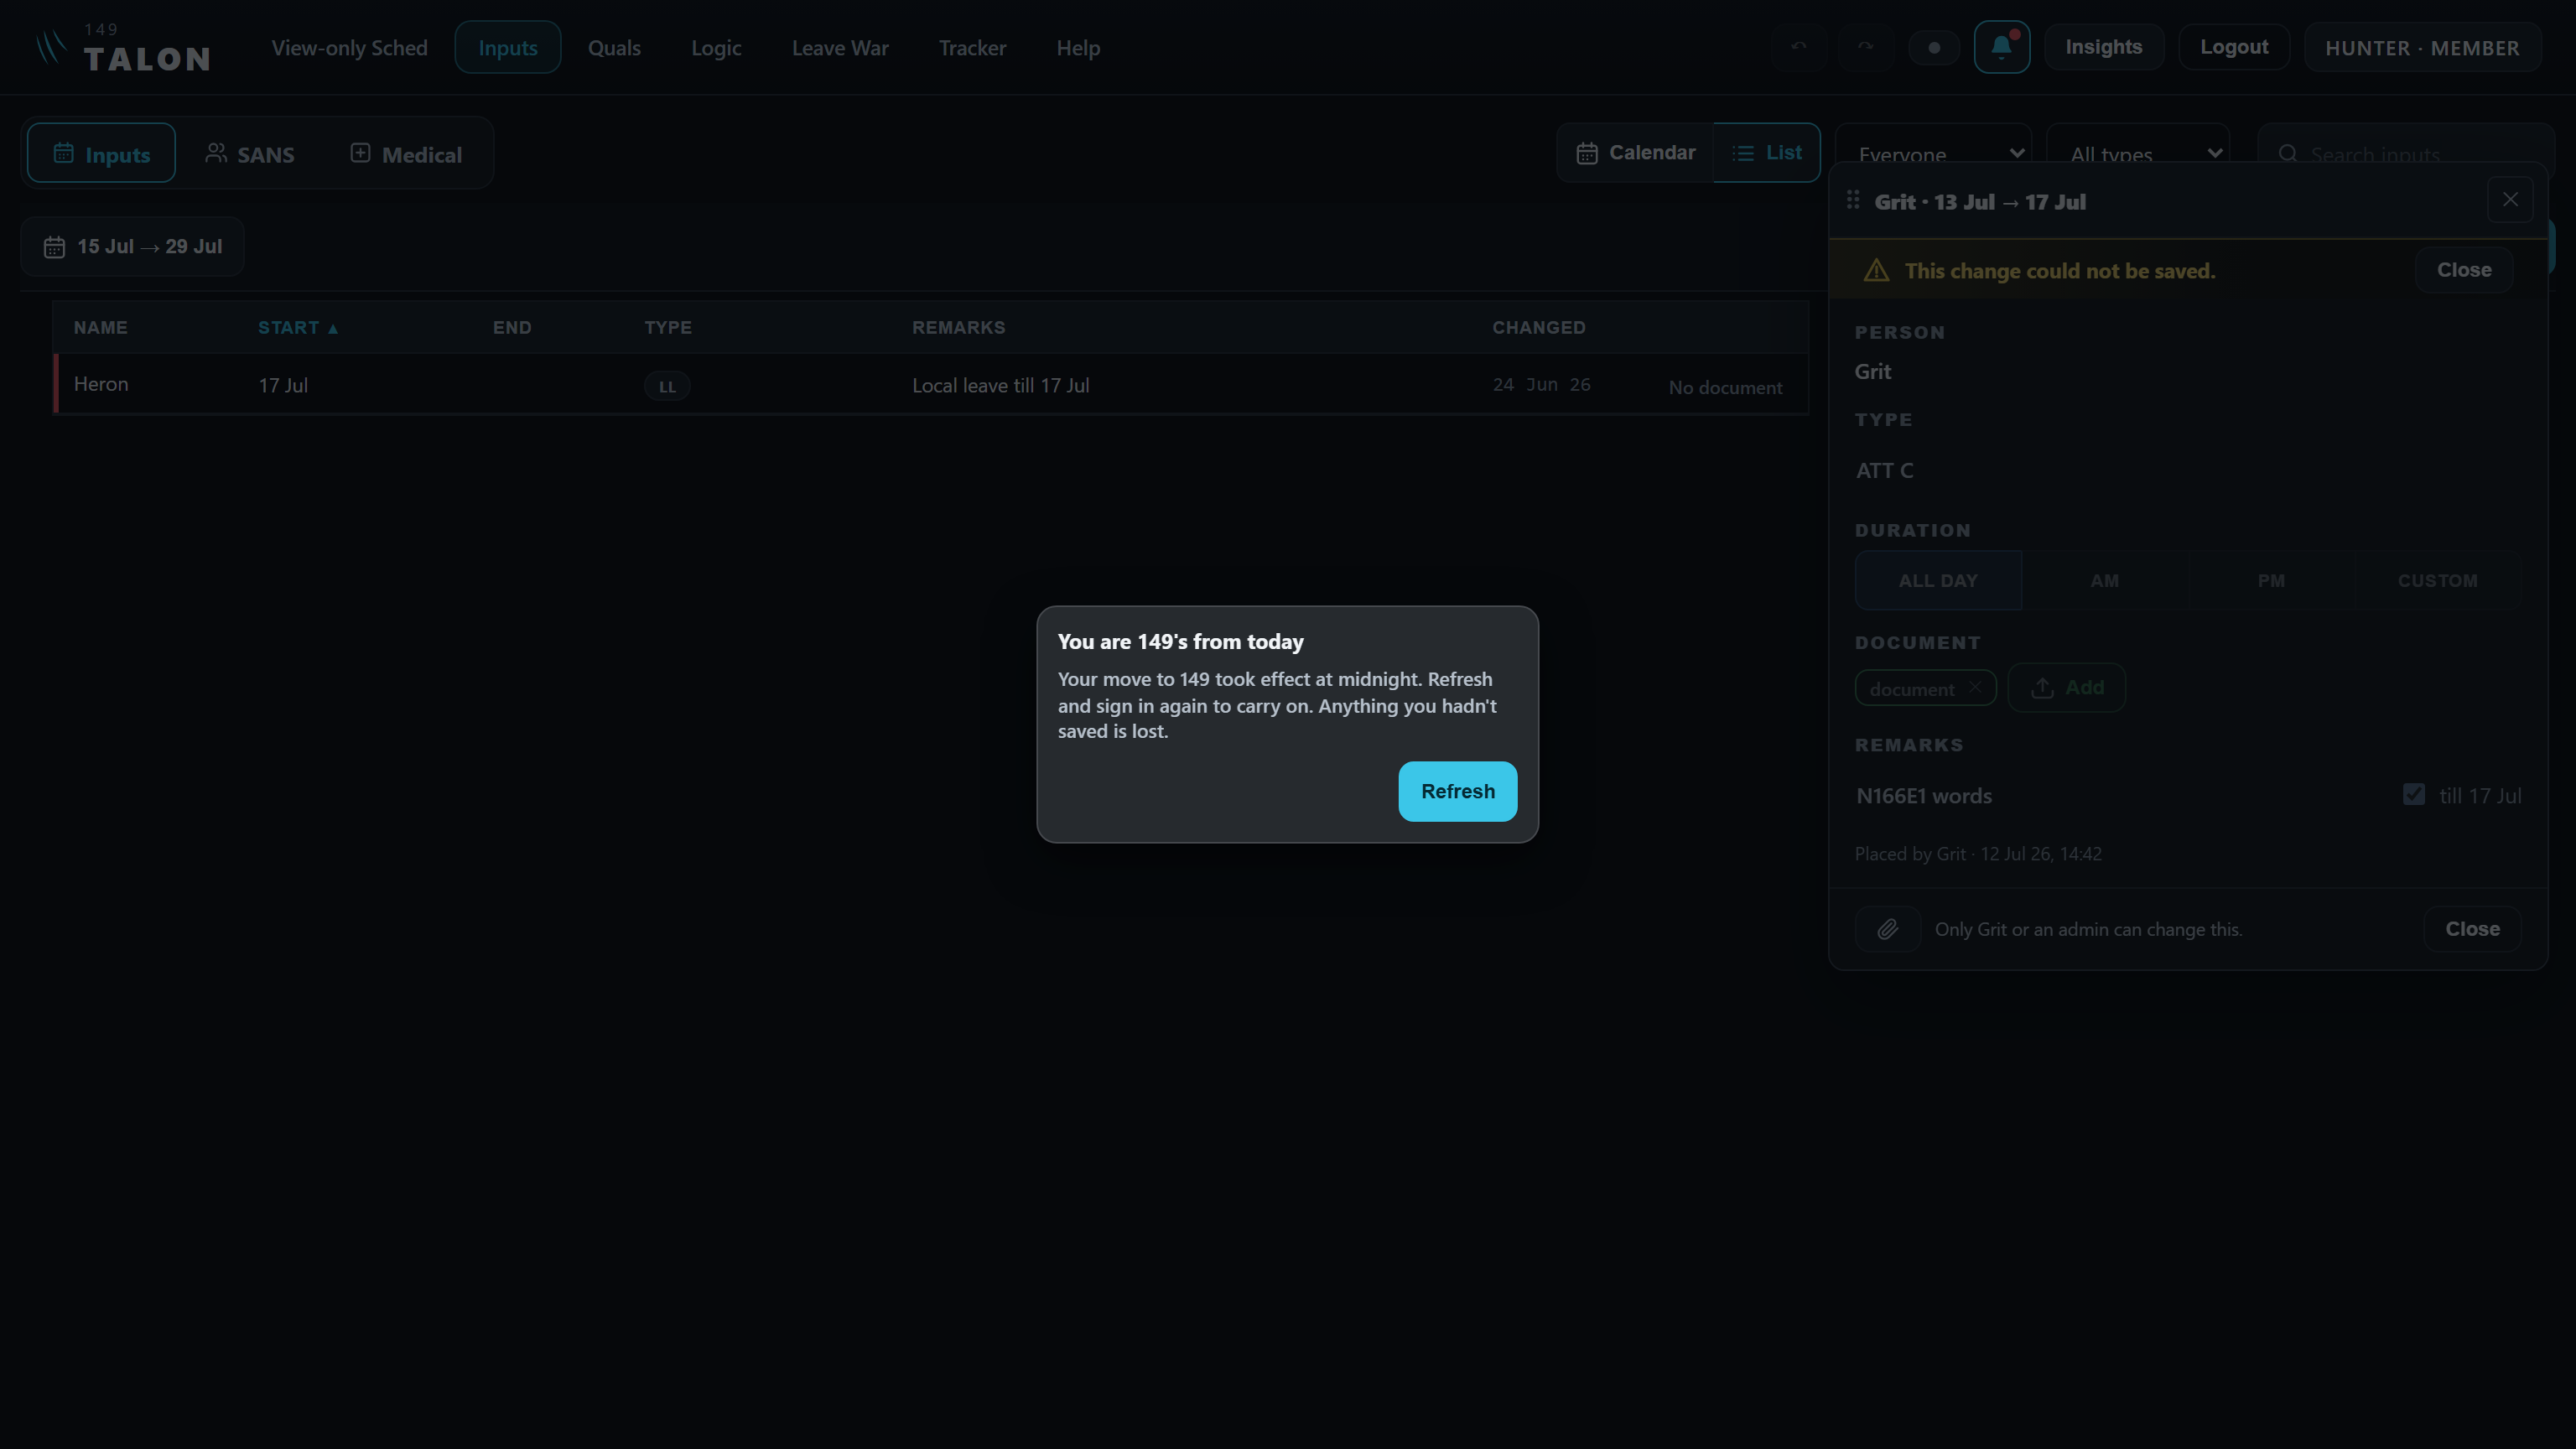 149
TALON
View-only Sched
Inputs
Quals
Logic
Leave War
Tracker
Help
Insights
Logout
HUNTER · MEMBER
Inputs
SANS
Medical
Calendar
List
Everyone
All types
Search inputs
15 Jul → 29 Jul
NAME START ▲ END TYPE REMARKS CHANGED
Heron 17 Jul LL Local leave till 17 Jul 24 Jun 26 No document
Grit · 13 Jul → 17 Jul
This change could not be saved.
Close
PERSON
Grit
TYPE
ATT C
DURATION
ALL DAY AM PM CUSTOM
DOCUMENT
document
Add
REMARKS
N166E1 words
till 17 Jul
Placed by Grit · 12 Jul 26, 14:42
Only Grit or an admin can change this.
Close
You are 149's from today
Your move to 149 took effect at midnight. Refresh
and sign in again to carry on. Anything you hadn't
saved is lost.
Refresh